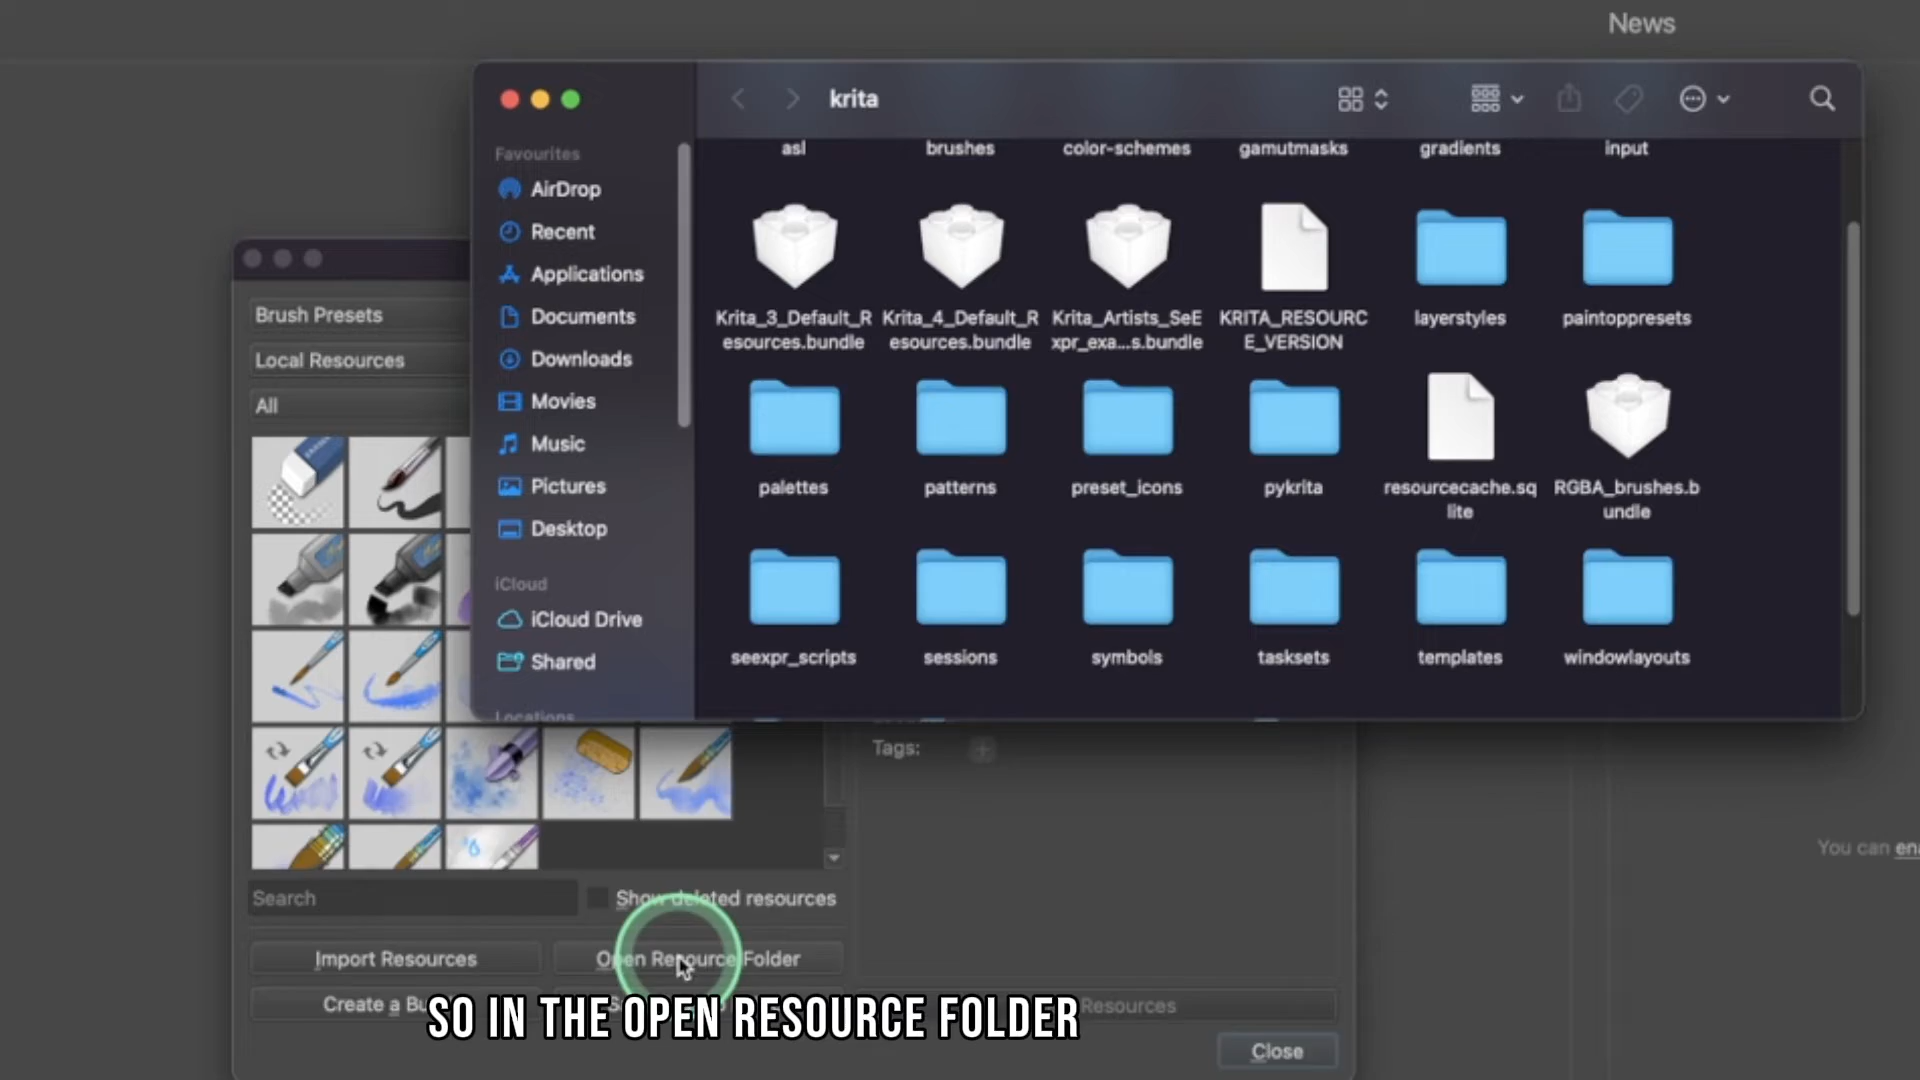 News
krita
Favourites
AirDrop
Recent
Applications
Documents
Downloads
Movies
Music
Pictures
Desktop
iCloud
iCloud Drive
Shared
Locations
asl
brushes
color-schemes
gamutmasks
gradients
input
Krita_3_Default_R
esources.bundle
Krita_4_Default_R
esources.bundle
Krita_Artists_SeE
xpr_exa...s.bundle
KRITA_RESOURC
E_VERSION
layerstyles
paintoppresets
palettes
patterns
preset_icons
pykrita
resourcecache.sq
lite
RGBA_brushes.b
undle
seexpr_scripts
sessions
symbols
tasksets
templates
windowlayouts
Brush Presets
Local Resources
All
Tags:
You can
Search
Show deleted resources
Import Resources
Open Resource Folder
Create a
Resources
SO IN THE OPEN RESOURCE FOLDER
Close